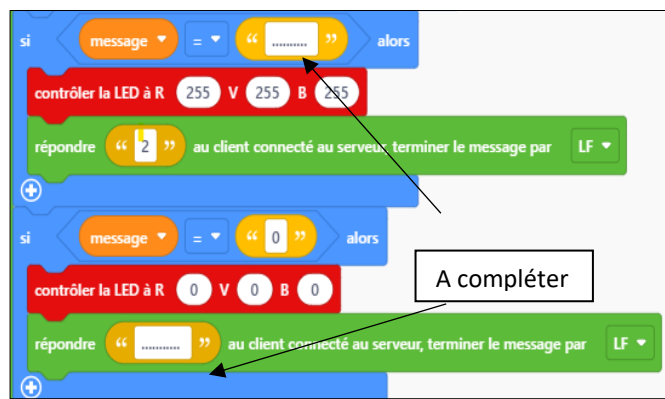 si message = “ .......... ” alors
contrôler la LED à R 255 V 255 B 255
répondre “ 2 ” au client connecté au serveur, terminer le message par LF
si message = “ 0 ” alors
A compléter
contrôler la LED à R 0 V 0 B 0
répondre “ ........... ” au client connecté au serveur, terminer le message par LF